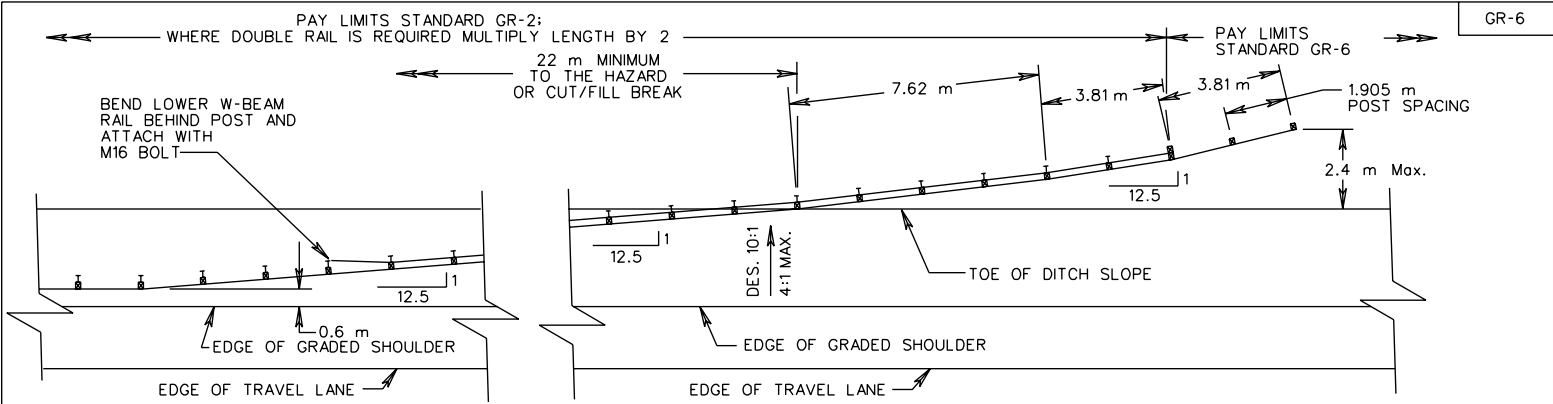 PAY LIMITS STANDARD GR-2:
WHERE DOUBLE RAIL IS REQUIRED MULTIPLY LENGTH BY 2
GR-6
PAY LIMITS
STANDARD GR-6
22 m MINIMUM
TO THE HAZARD
OR CUT/FILL BREAK
7.62 m
3.81 m
3.81 m
1.905 m
POST SPACING
BEND LOWER W-BEAM
RAIL BEHIND POST AND
ATTACH WITH
M16 BOLT
2.4 m Max.
12.5
1
12.5
1
12.5
1
DES. 10:1
4:1 MAX.
TOE OF DITCH SLOPE
0.6 m
EDGE OF GRADED SHOULDER
EDGE OF GRADED SHOULDER
EDGE OF TRAVEL LANE
EDGE OF TRAVEL LANE